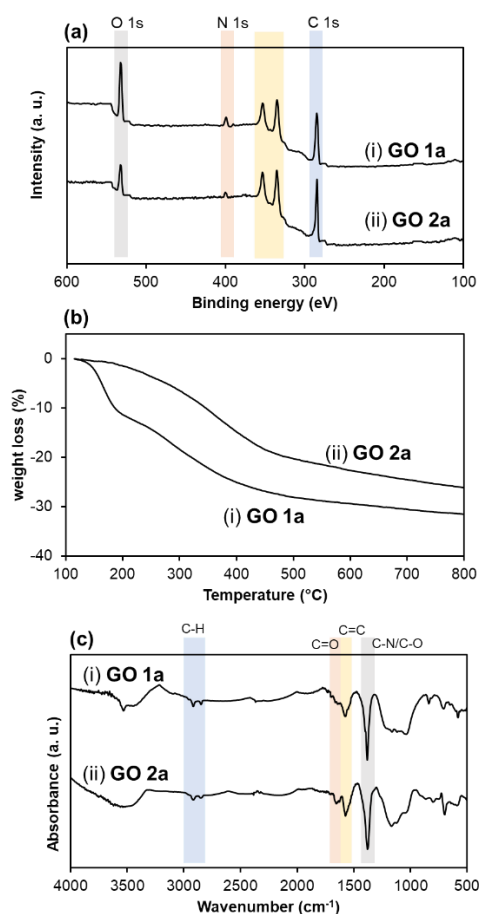 O 1s N 1s C 1s
(a)
Intensity (a. u.)
(i) GO 1a
(ii) GO 2a
600 500 400 300 200 100
Binding energy (eV)
(b)
0
-10
-20
-30
-40
weight loss (%)
(ii) GO 2a
(i) GO 1a
100 200 300 400 500 600 700 800
Temperature (°C)
(c)
C-H
C=O
C=C
C-N/C-O
(i) GO 1a
(ii) GO 2a
Absorbance (a. u.)
4000 3500 3000 2500 2000 1500 1000 500
Wavenumber (cm-1)